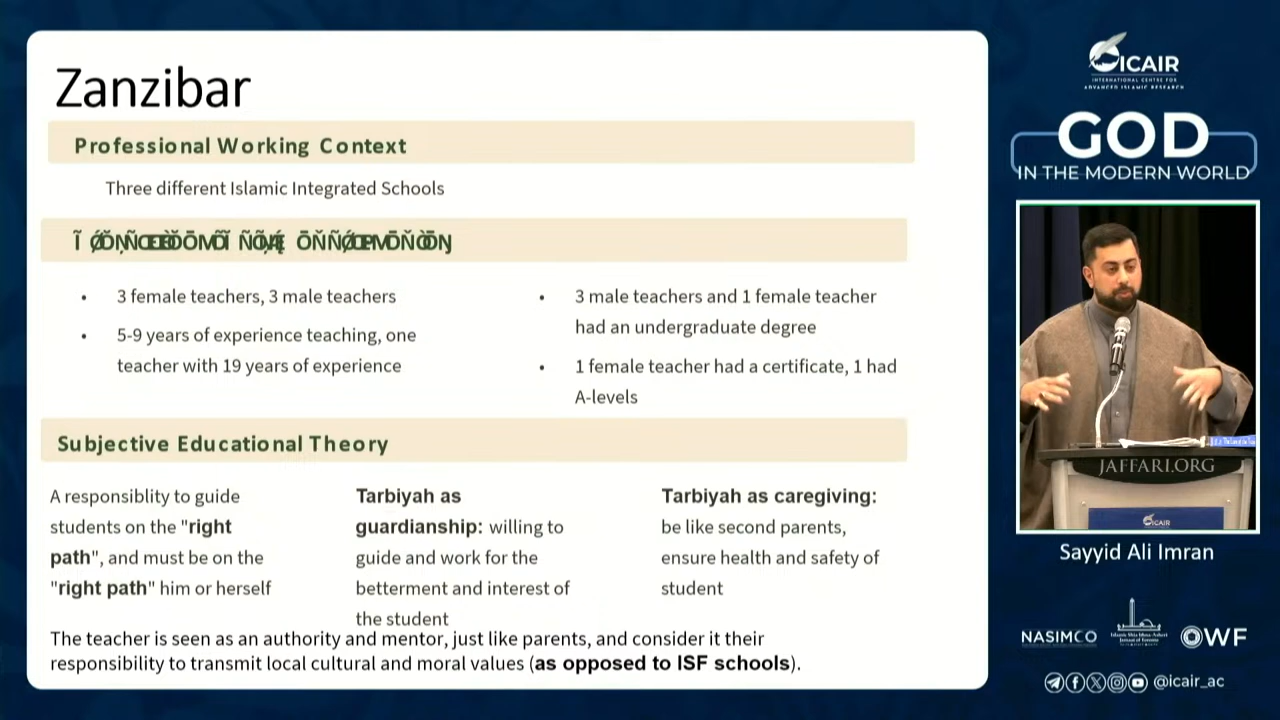 Zanzibar
Professional Working Context
Three different Islamic Integrated Schools
• 3 female teachers, 3 male teachers
• 5-9 years of experience teaching, one
teacher with 19 years of experience
• 3 male teachers and 1 female teacher
had an undergraduate degree
• 1 female teacher had a certificate, 1 had
A-levels
Subjective Educational Theory
A responsiblity to guide
students on the "right
path", and must be on the
"right path" him or herself
Tarbiyah as
guardianship: willing to
guide and work for the
betterment and interest of
the student
Tarbiyah as caregiving:
be like second parents,
ensure health and safety of
student
The teacher is seen as an authority and mentor, just like parents, and consider it their
responsibility to transmit local cultural and moral values (as opposed to ISF schools).
ICAIR
INTERNATIONAL CENTRE FOR
ADVANCED ISLAMIC RESEARCH
GOD
IN THE MODERN WORLD
JAFFARI.ORG
ICAIR
Sayyid Ali Imran
NASIMCO
OWF
@icair_ac